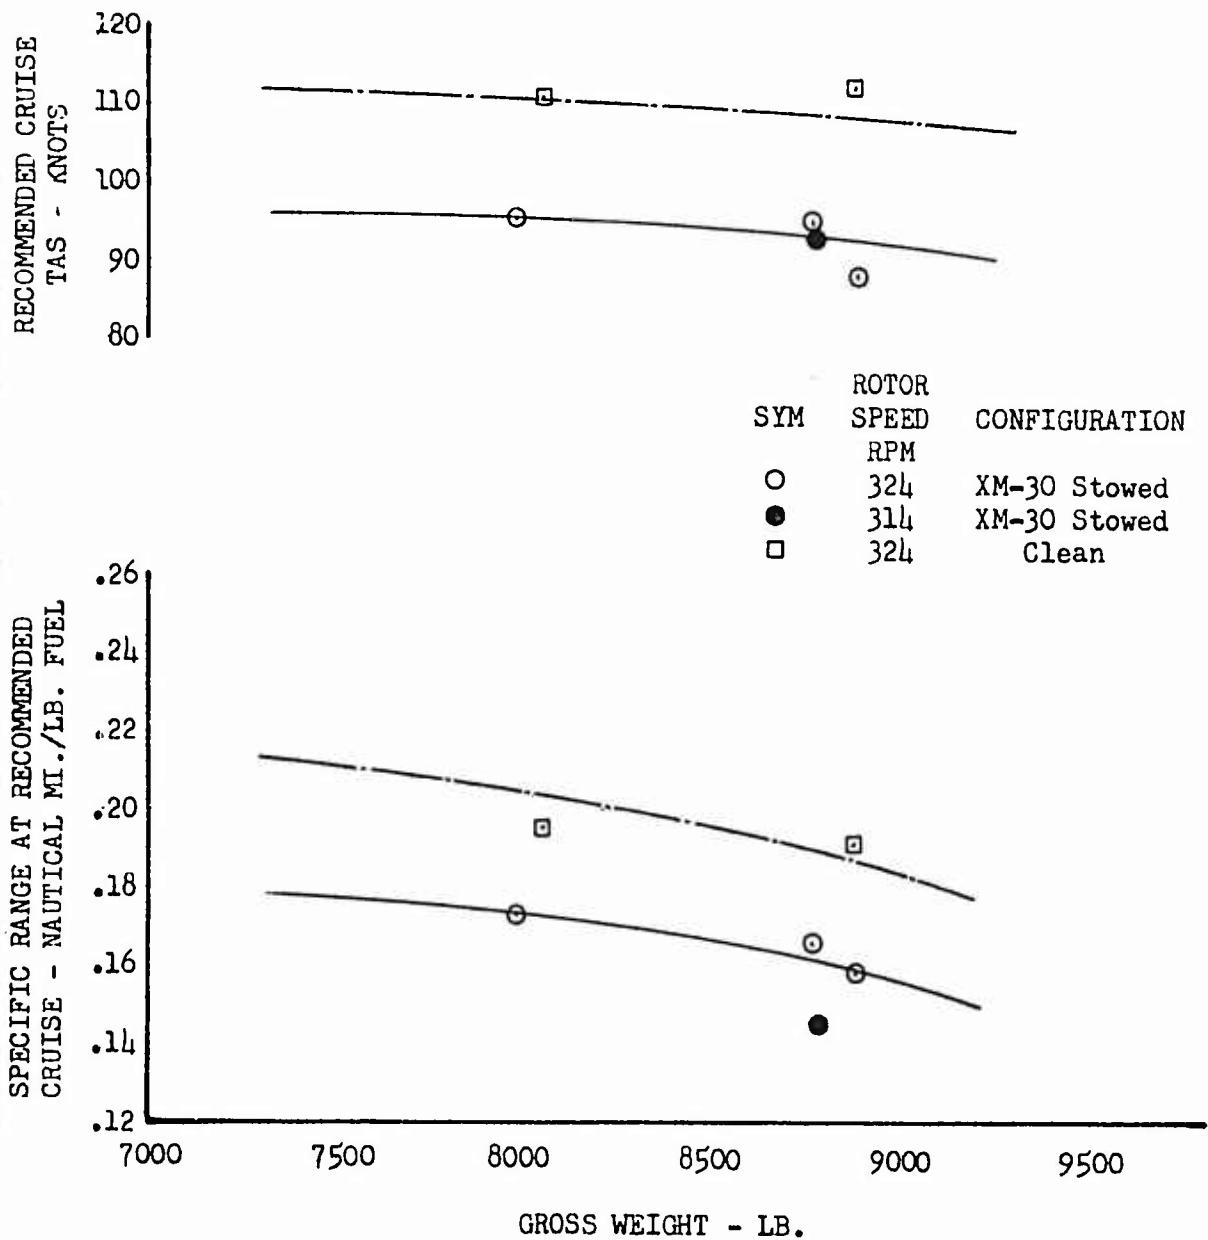 RECOMMENDED CRUISE
TAS - KNOTS
120
110
100
90
80
ROTOR
SYM SPEED CONFIGURATION
RPM
324 XM-30 Stowed
314 XM-30 Stowed
324 Clean
SPECIFIC RANGE AT RECOMMENDED
CRUISE - NAUTICAL MI./LB. FUEL
.26
.24
.22
.20
.18
.16
.14
.12
7000 7500 8000 8500 9000 9500
GROSS WEIGHT - LB.